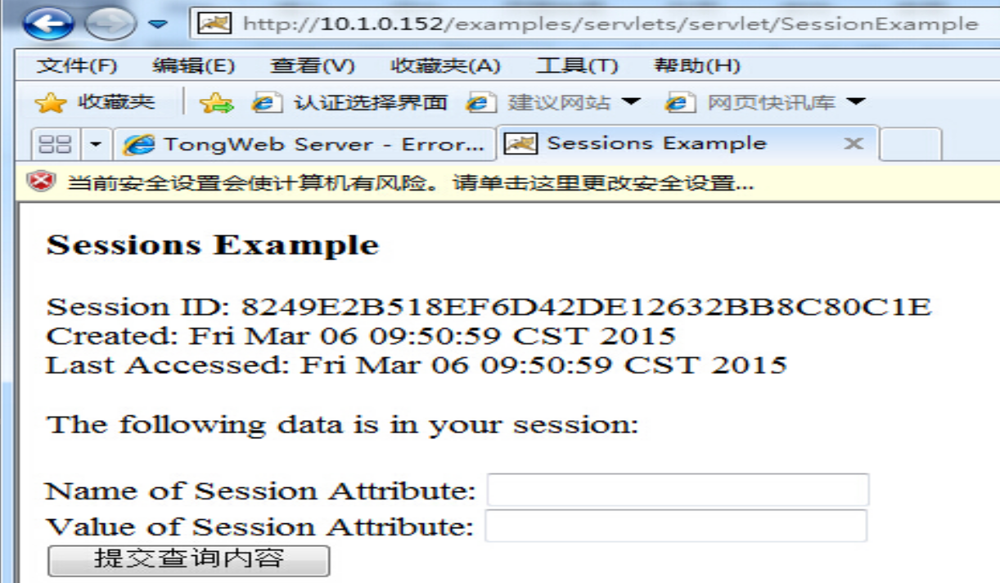 http://10.1.0.152/examples/servlets/servlet/SessionExample
文件(F) 编辑(E) 查看(V) 收藏夹(A) 工具(T) 帮助(H)
收藏夹 认证选择界面 建议网站 网页快讯库
TongWeb Server - Error... Sessions Example
当前安全设置会使计算机有风险。请单击这里更改安全设置...
Sessions Example
Session ID: 8249E2B518EF6D42DE12632BB8C80C1E
Created: Fri Mar 06 09:50:59 CST 2015
Last Accessed: Fri Mar 06 09:50:59 CST 2015
The following data is in your session:
Name of Session Attribute:
Value of Session Attribute:
提交查询内容